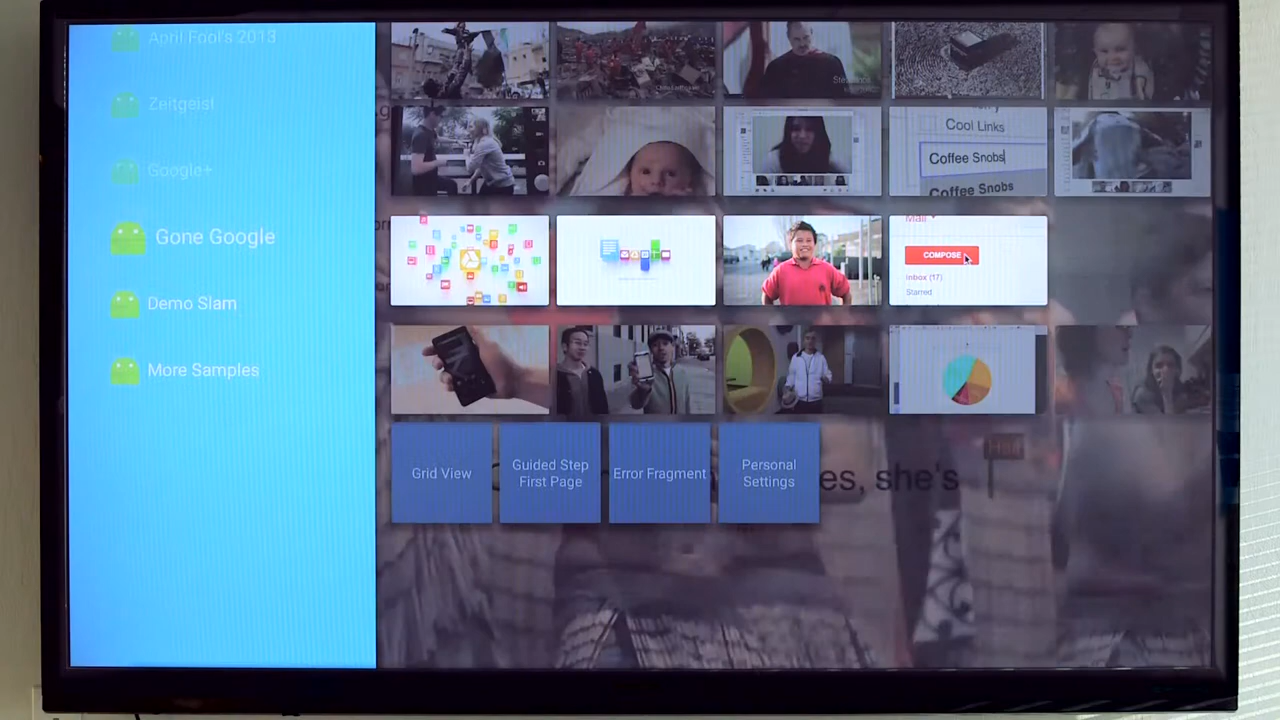 April Fool's 2013
Zeitgeist
Google+
Gone Google
Demo Slam
More Samples
Cool Links
Coffee Snobs
Coffee Snobs
Mail
COMPOSE
Inbox (17)
Starred
Grid View
Guided Step
First Page
Error Fragment
Personal
Settings
es, she's
Hall